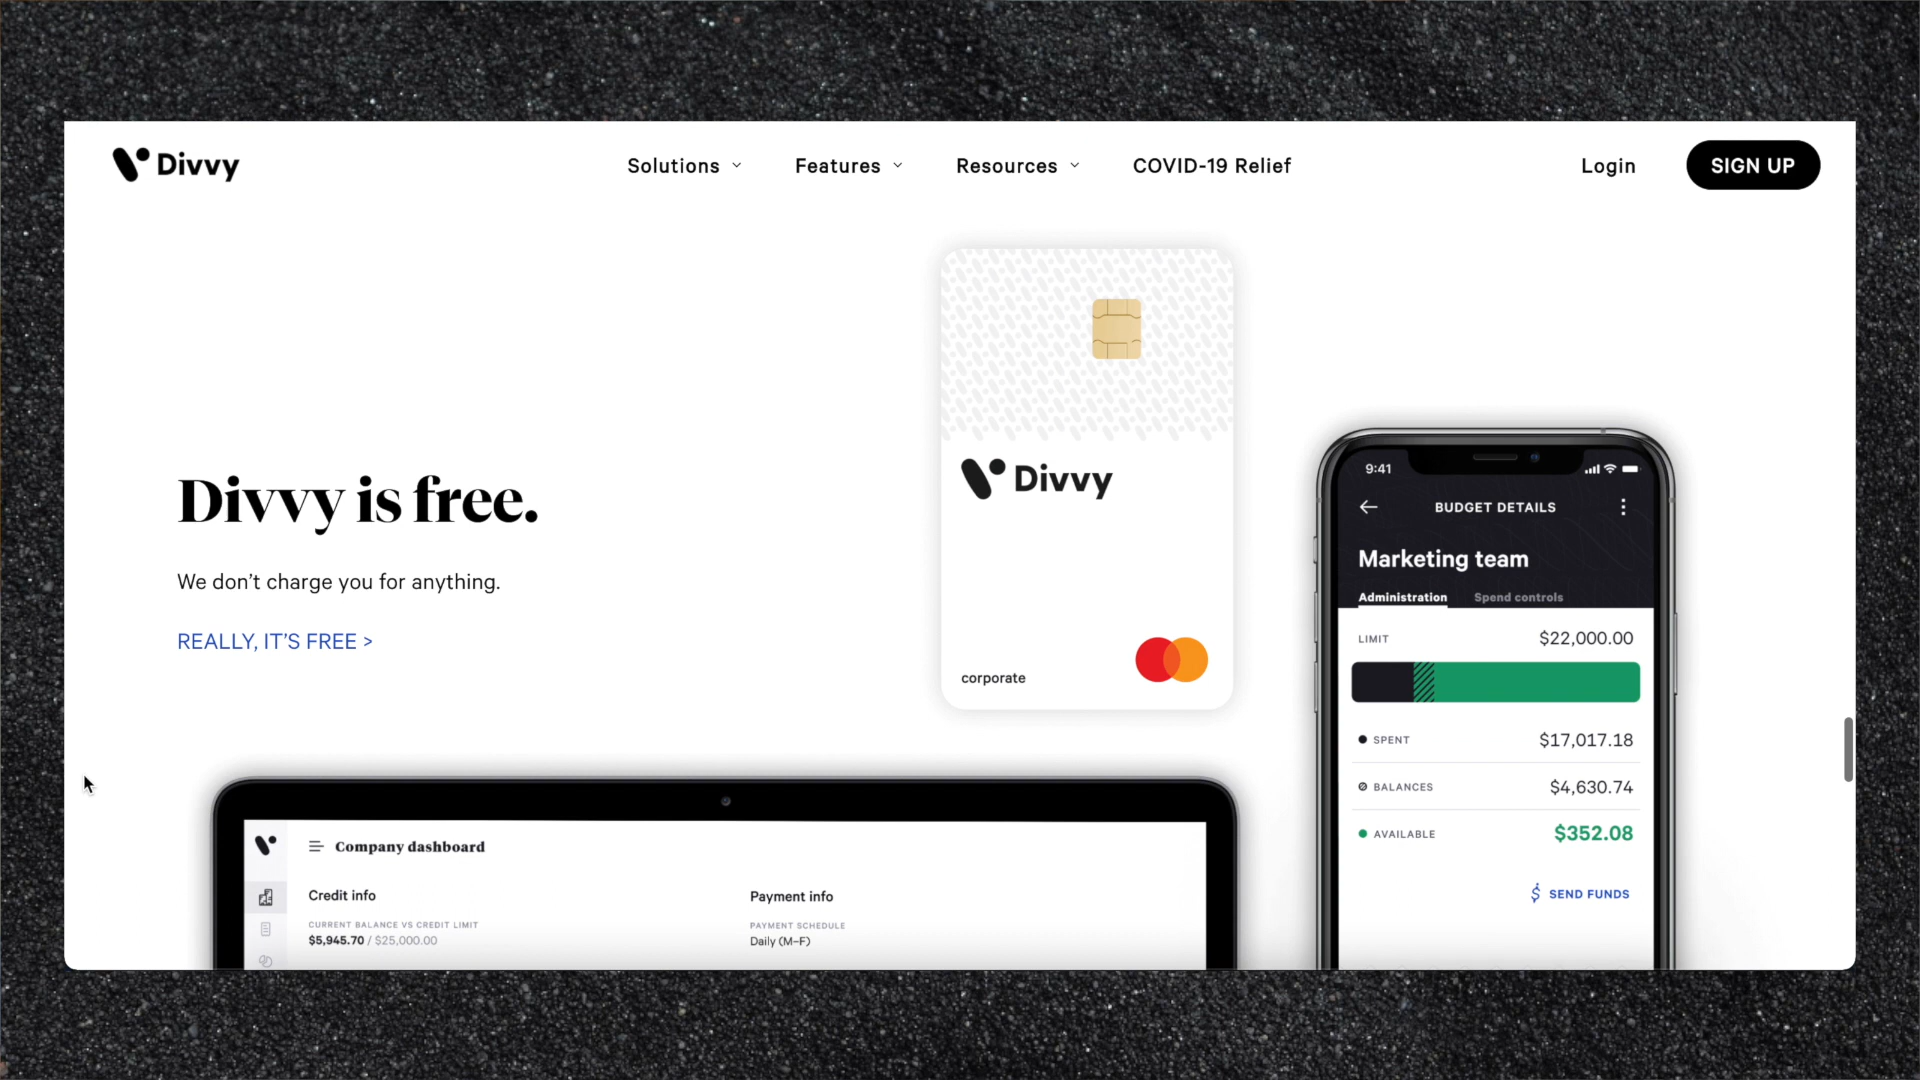 Divvy
Solutions
Features
Resources
COVID-19 Relief
Login
SIGN UP
Divvy is free.
We don’t charge you for anything.
REALLY, IT’S FREE >
Divvy
corporate
9:41
BUDGET DETAILS
Marketing team
Administration
Spend controls
LIMIT $22,000.00
SPENT $17,017.18
BALANCES $4,630.74
AVAILABLE $352.08
SEND FUNDS
Company dashboard
Credit info
CURRENT BALANCE VS CREDIT LIMIT
$5,945.70 / $25,000.00
Payment info
PAYMENT SCHEDULE
Daily (M–F)